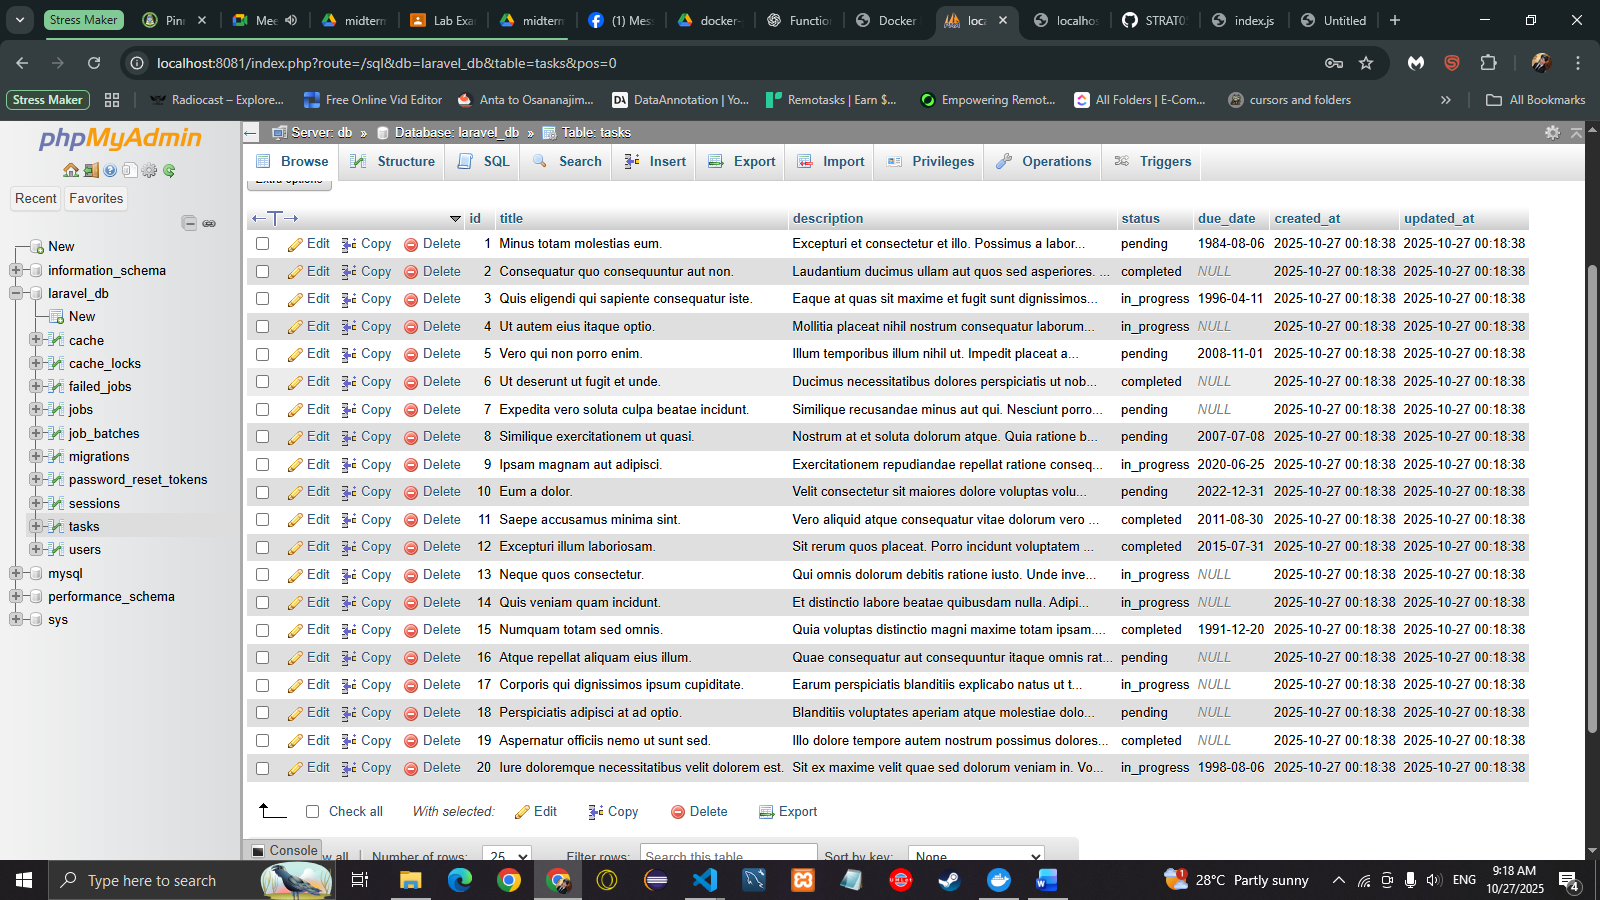 Stress Maker
Pinn
Mee
midterm
Lab Exa
midterm
(1) Mess
docker-
Functio
Docker
loca
localhos
STRAT0
index.js
Untitled
localhost:8081/index.php?route=/sql&db=laravel_db&table=tasks&pos=0
Stress Maker
Radiocast – Explore...
Free Online Vid Editor
Anta to Osananajim...
DataAnnotation | Yo...
Remotasks | Earn $...
Empowering Remot...
All Folders | E-Com...
cursors and folders
All Bookmarks
phpMyAdmin
Recent
Favorites
New
information_schema
laravel_db
New
cache
cache_locks
failed_jobs
jobs
job_batches
migrations
password_reset_tokens
sessions
tasks
users
mysql
performance_schema
sys
Server: db » Database: laravel_db » Table: tasks
Browse Structure SQL Search Insert Export Import Privileges Operations Triggers
Extra options
id title description status due_date created_at updated_at
Edit Copy Delete 1 Minus totam molestias eum. Excepturi et consectetur et illo. Possimus a labor... pending 1984-08-06 2025-10-27 00:18:38 2025-10-27 00:18:38
Edit Copy Delete 2 Consequatur quo consequuntur aut non. Laudantium ducimus ullam aut quos sed asperiores. ... completed NULL 2025-10-27 00:18:38 2025-10-27 00:18:38
Edit Copy Delete 3 Quis eligendi qui sapiente consequatur iste. Eaque at quas sit maxime et fugit sunt dignissimos... in_progress 1996-04-11 2025-10-27 00:18:38 2025-10-27 00:18:38
Edit Copy Delete 4 Ut autem eius itaque optio. Mollitia placeat nihil nostrum consequatur laborum... in_progress NULL 2025-10-27 00:18:38 2025-10-27 00:18:38
Edit Copy Delete 5 Vero qui non porro enim. Illum temporibus illum nihil ut. Impedit placeat a... pending 2008-11-01 2025-10-27 00:18:38 2025-10-27 00:18:38
Edit Copy Delete 6 Ut deserunt ut fugit et unde. Ducimus necessitatibus dolores perspiciatis ut nob... completed NULL 2025-10-27 00:18:38 2025-10-27 00:18:38
Edit Copy Delete 7 Expedita vero soluta culpa beatae incidunt. Similique recusandae minus aut qui. Nesciunt porro... pending NULL 2025-10-27 00:18:38 2025-10-27 00:18:38
Edit Copy Delete 8 Similique exercitationem ut quasi. Nostrum at et soluta dolorum atque. Quia ratione b... pending 2007-07-08 2025-10-27 00:18:38 2025-10-27 00:18:38
Edit Copy Delete 9 Ipsam magnam aut adipisci. Exercitationem repudiandae repellat ratione conseq... in_progress 2020-06-25 2025-10-27 00:18:38 2025-10-27 00:18:38
Edit Copy Delete 10 Eum a dolor. Velit consectetur sit maiores dolore voluptas volu... pending 2022-12-31 2025-10-27 00:18:38 2025-10-27 00:18:38
Edit Copy Delete 11 Saepe accusamus minima sint. Vero aliquid atque consequatur vitae dolorum vero ... completed 2011-08-30 2025-10-27 00:18:38 2025-10-27 00:18:38
Edit Copy Delete 12 Excepturi illum laboriosam. Sit rerum quos placeat. Porro incidunt voluptatem ... completed 2015-07-31 2025-10-27 00:18:38 2025-10-27 00:18:38
Edit Copy Delete 13 Neque quos consectetur. Qui omnis dolorum debitis ratione iusto. Unde inve... in_progress NULL 2025-10-27 00:18:38 2025-10-27 00:18:38
Edit Copy Delete 14 Quis veniam quam incidunt. Et distinctio labore beatae quibusdam nulla. Adipi... in_progress NULL 2025-10-27 00:18:38 2025-10-27 00:18:38
Edit Copy Delete 15 Numquam totam sed omnis. Quia voluptas distinctio magni maxime totam ipsam.... completed 1991-12-20 2025-10-27 00:18:38 2025-10-27 00:18:38
Edit Copy Delete 16 Atque repellat aliquam eius illum. Quae consequatur aut consequuntur itaque omnis rat... pending NULL 2025-10-27 00:18:38 2025-10-27 00:18:38
Edit Copy Delete 17 Corporis qui dignissimos ipsum cupiditate. Earum perspiciatis blanditiis explicabo natus ut t... in_progress NULL 2025-10-27 00:18:38 2025-10-27 00:18:38
Edit Copy Delete 18 Perspiciatis adipisci at ad optio. Blanditiis voluptates aperiam atque molestiae dolo... pending NULL 2025-10-27 00:18:38 2025-10-27 00:18:38
Edit Copy Delete 19 Aspernatur officiis nemo ut sunt sed. Illo dolore tempore autem nostrum possimus dolores... completed NULL 2025-10-27 00:18:38 2025-10-27 00:18:38
Edit Copy Delete 20 Iure doloremque necessitatibus velit dolorem est. Sit ex maxime velit quae sed dolorum veniam in. Vo... in_progress 1998-08-06 2025-10-27 00:18:38 2025-10-27 00:18:38
Check all With selected: Edit Copy Delete Export
Console
w all Number of rows: 25 Filter rows: Search this table Sort by key: None
Type here to search
28°C Partly sunny
ENG
9:18 AM
10/27/2025
4